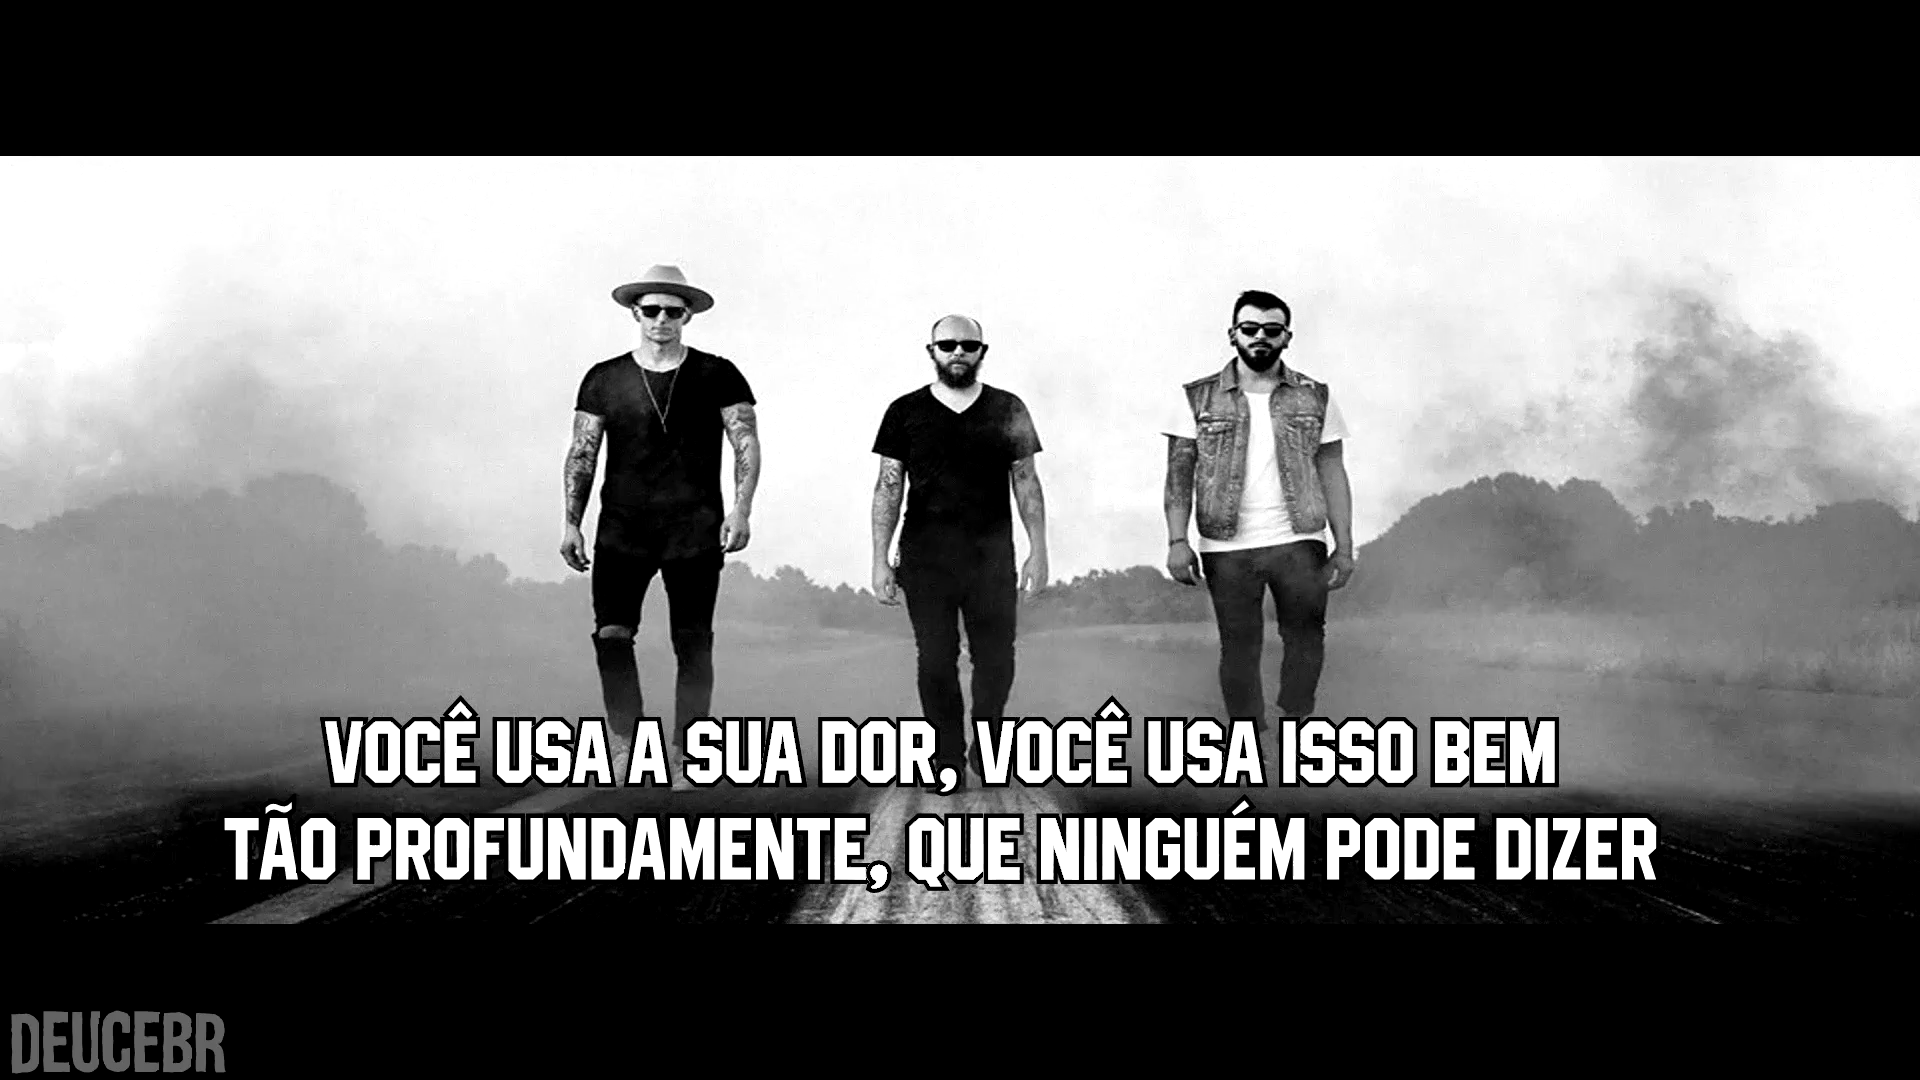 VOCÊ USA A SUA DOR, VOCÊ USA ISSO BEM
TÃO PROFUNDAMENTE, QUE NINGUÉM PODE DIZER
DEUCEBR